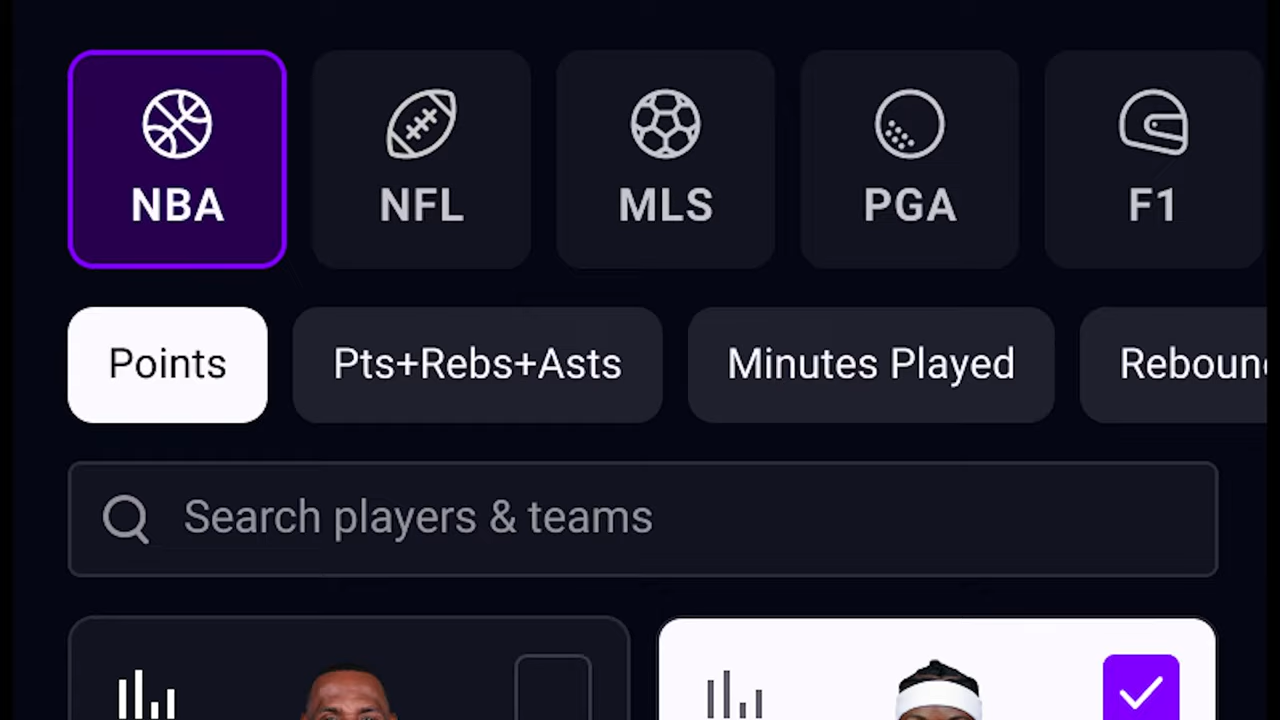 NBA NFL MLS PGA F1
Points Pts+Rebs+Asts Minutes Played
Search players & teams